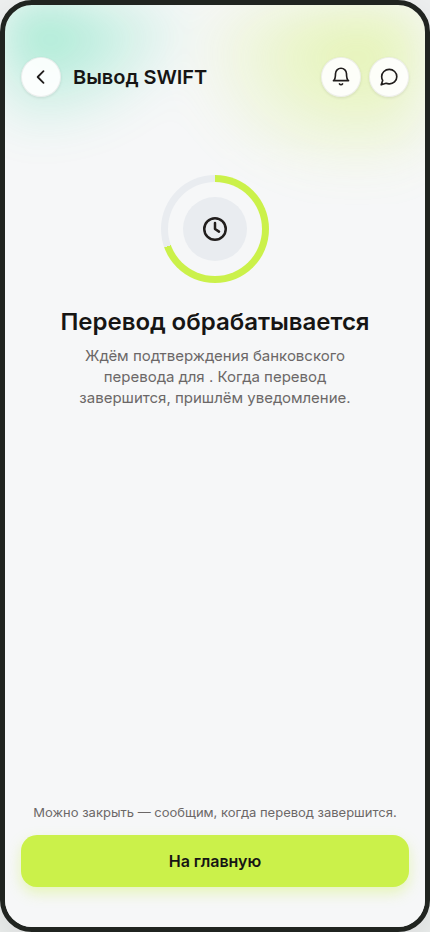 Вывод SWIFT
Перевод обрабатывается
Ждём подтверждения банковского
перевода для . Когда перевод
завершится, пришлём уведомление.
Можно закрыть — сообщим, когда перевод завершится.
На главную